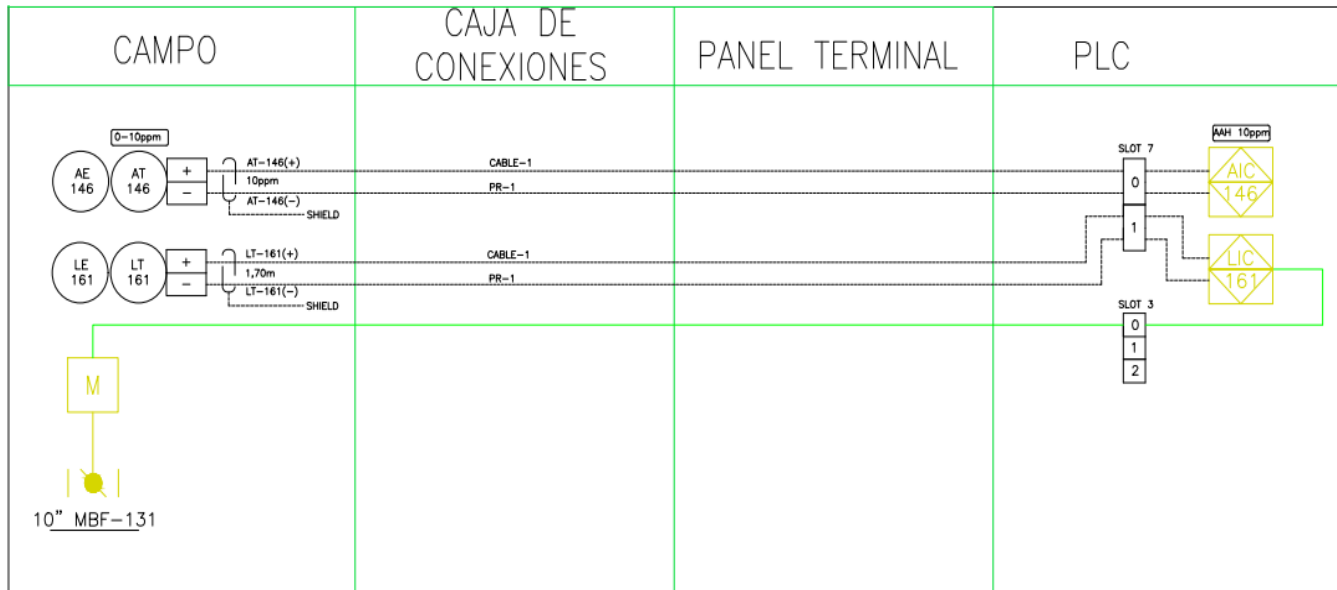 CAMPO
CAJA DE
CONEXIONES
PANEL TERMINAL
PLC
0-10ppm
AE
146
AT
146
+
-
AT-146(+)
10ppm
AT-146(-)
SHIELD
CABLE-1
PR-1
SLOT 7
0
1
AAH 10ppm
AIC
146
LE
161
LT
161
+
-
LT-161(+)
1,70m
LT-161(-)
SHIELD
CABLE-1
PR-1
LIC
161
SLOT 3
0
1
2
M
10" MBF-131